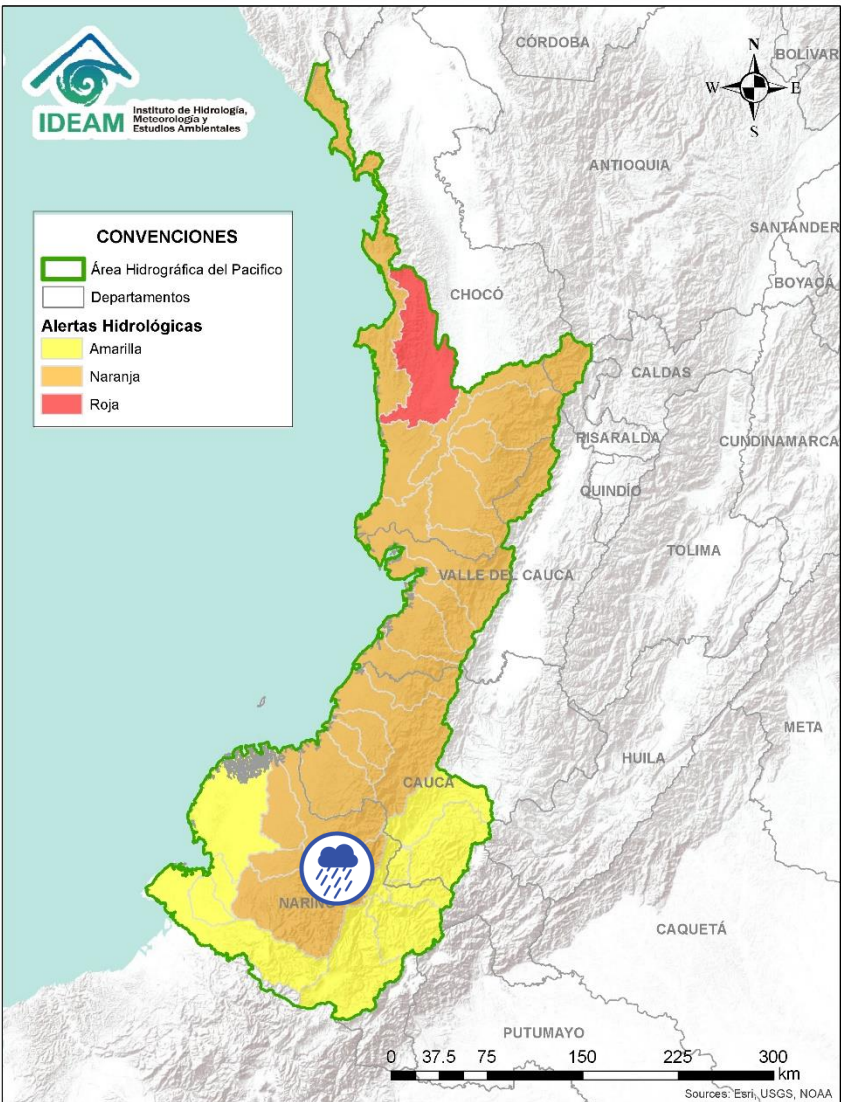 IDEAM
Instituto de Hidrología,
Meteorología y
Estudios Ambientales
N
W
E
S
CÓRDOBA
BOLIVAR
ANTIOQUIA
SANTANDER
BOYACÁ
CHOCÓ
CALDAS
RISARALDA
CUNDINAMARCA
QUINDÍO
TOLIMA
VALLE DEL CAUCA
META
HUILA
CAUCA
NARIÑO
CAQUETÁ
PUTUMAYO
CONVENCIONES
Área Hidrográfica del Pacifico
Departamentos
Alertas Hidrológicas
Amarilla
Naranja
Roja
0 37.5 75 150 225 300
km
Sources: Esri, USGS, NOAA